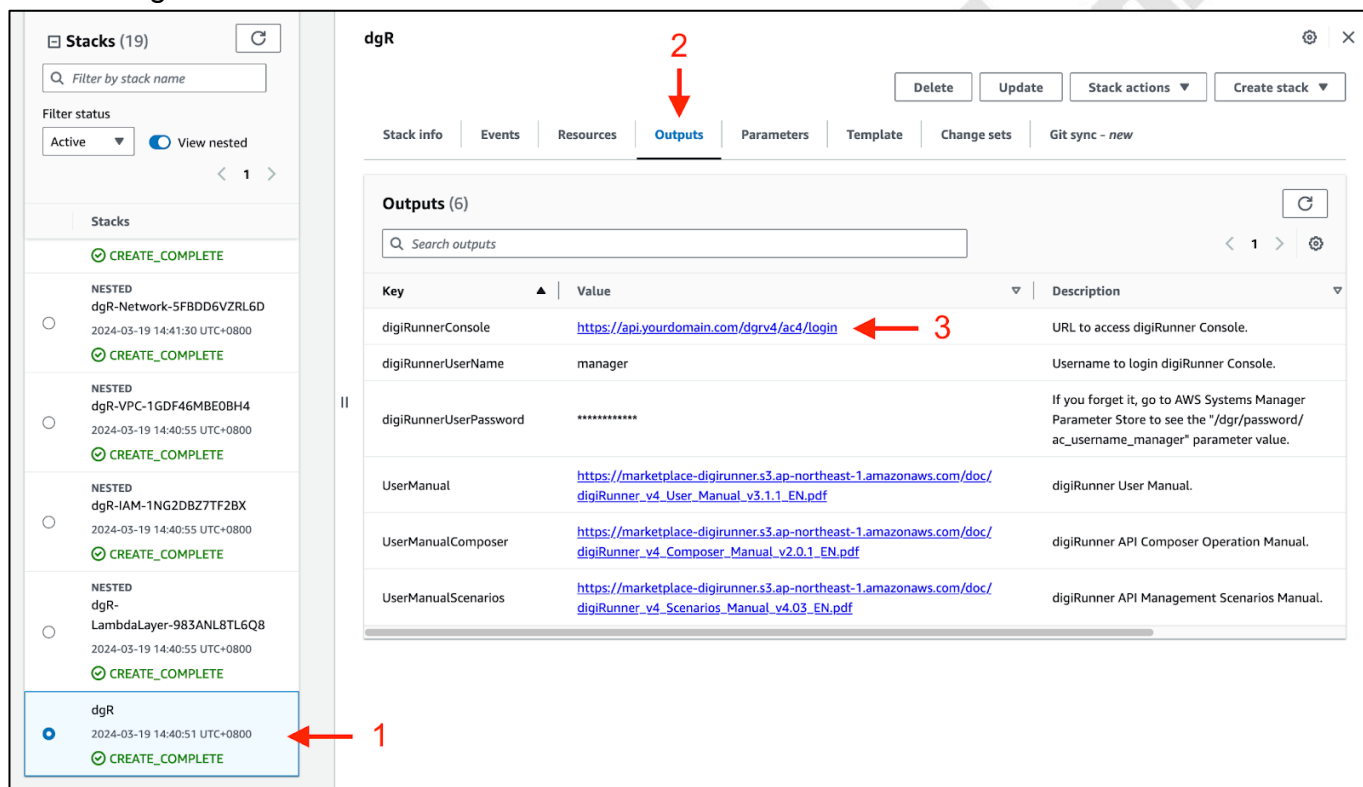 Stacks (19)
Filter by stack name
Filter status
Active
View nested
1
Stacks
CREATE_COMPLETE
NESTED
dgR-Network-5FBDD6VZRL6D
2024-03-19 14:41:30 UTC+0800
CREATE_COMPLETE
NESTED
dgR-VPC-1GDF46MBE0BH4
2024-03-19 14:40:55 UTC+0800
CREATE_COMPLETE
NESTED
dgR-IAM-1NG2DBZ7TF2BX
2024-03-19 14:40:55 UTC+0800
CREATE_COMPLETE
NESTED
dgR-
LambdaLayer-983ANL8TL6Q8
2024-03-19 14:40:55 UTC+0800
CREATE_COMPLETE
dgR
2024-03-19 14:40:51 UTC+0800
CREATE_COMPLETE
1
dgR
2
Delete Update Stack actions Create stack
Stack info Events Resources Outputs Parameters Template Change sets Git sync - new
Outputs (6)
Search outputs
1
Key Value Description
digiRunnerConsole https://api.yourdomain.com/dgrv4/ac4/login 3 URL to access digiRunner Console.
digiRunnerUserName manager Username to login digiRunner Console.
digiRunnerUserPassword ************ If you forget it, go to AWS Systems Manager
Parameter Store to see the "/dgr/password/
ac_username_manager" parameter value.
UserManual https://marketplace-digirunner.s3.ap-northeast-1.amazonaws.com/doc/
digiRunner_v4_User_Manual_v3.1.1_EN.pdf digiRunner User Manual.
UserManualComposer https://marketplace-digirunner.s3.ap-northeast-1.amazonaws.com/doc/
digiRunner_v4_Composer_Manual_v2.0.1_EN.pdf digiRunner API Composer Operation Manual.
UserManualScenarios https://marketplace-digirunner.s3.ap-northeast-1.amazonaws.com/doc/
digiRunner_v4_Scenarios_Manual_v4.03_EN.pdf digiRunner API Management Scenarios Manual.